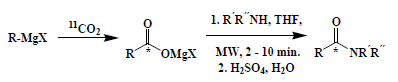 R-MgX
¹¹CO₂
O
R * OMgX
1. R´R´´NH, THF,
MW, 2 - 10 min.
2. H₂SO₄, H₂O
O
R * NR´R´´